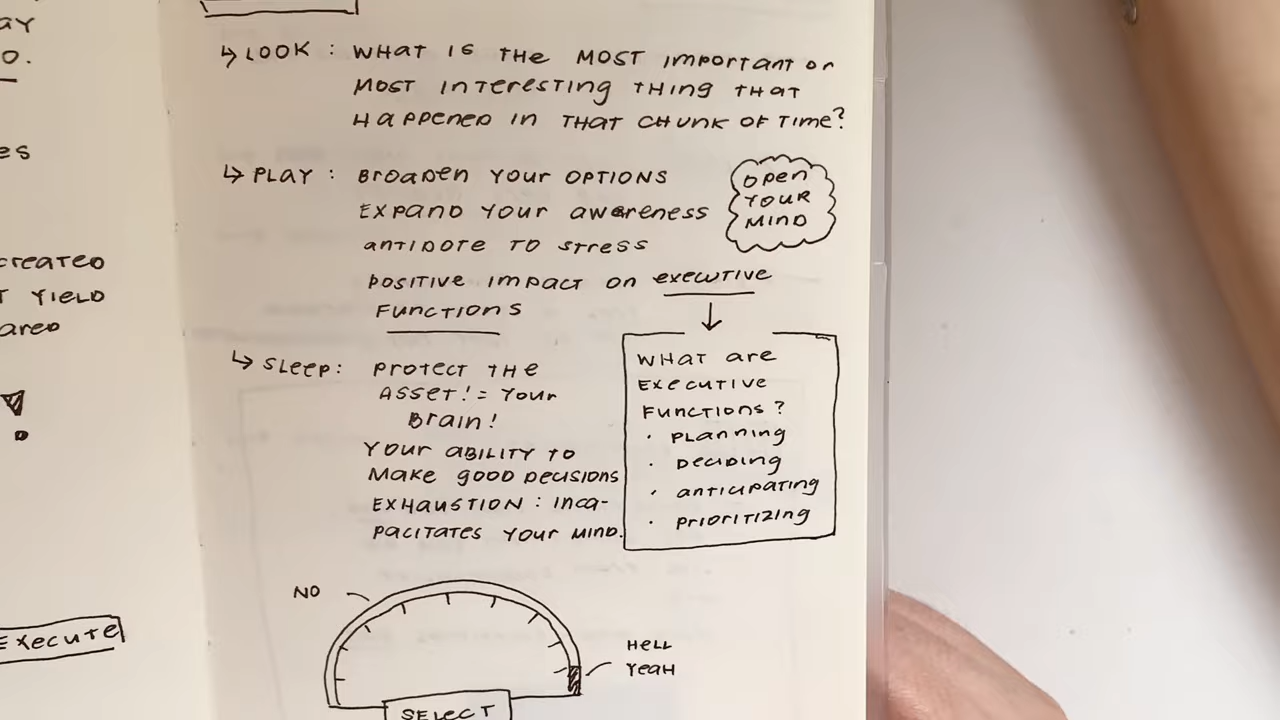 ay
o.
es
created
T YIELD
ared
!
Execute
↳ LOOK : WHAT IS THE MOST IMPORTANT OR
MOST INTERESTING THING THAT
HAPPENED IN THAT CHUNK OF TIME?
↳ PLAY : BROADEN YOUR OPTIONS
EXPAND YOUR AWARENESS
ANTIDOTE TO STRESS
POSITIVE IMPACT ON EXECUTIVE
FUNCTIONS
OPEN
YOUR
MIND
↳ SLEEP: PROTECT THE
ASSET! = YOUR
BRAIN!
YOUR ABILITY TO
MAKE GOOD DECISIONS
EXHAUSTION : INCA-
PACITATES YOUR MIND.
WHAT ARE
EXECUTIVE
FUNCTIONS?
· PLANNING
· DECIDING
· ANTICIPATING
· PRIORITIZING
NO
HELL
YEAH
SELECT